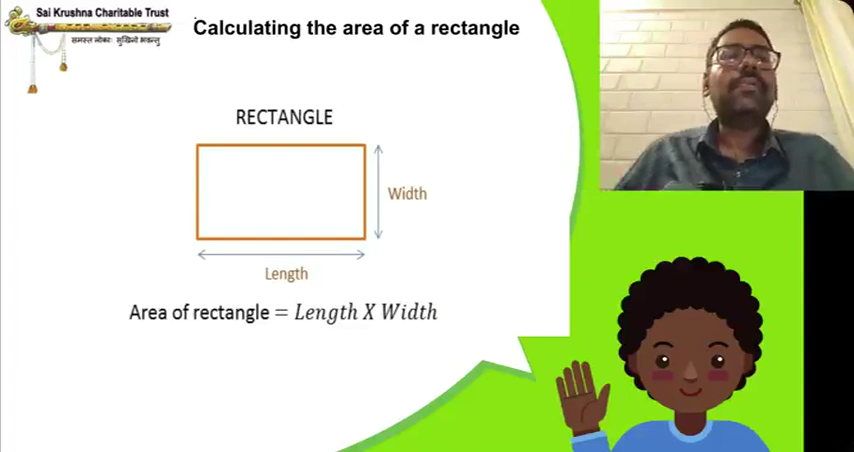 Sai Krushna Charitable Trust
समस्त लोकाः सुखिनो भवन्तु
Calculating the area of a rectangle
RECTANGLE
Width
Length
Area of rectangle = Length X Width